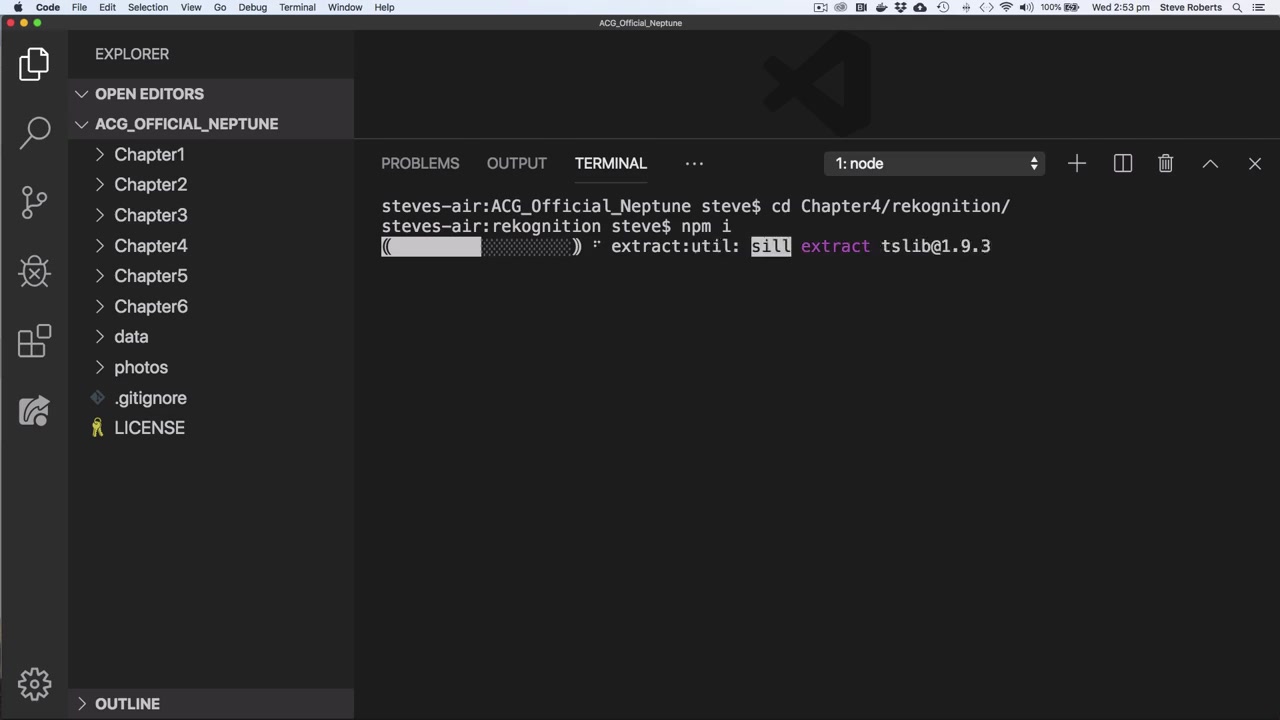 Code File Edit Selection View Go Debug Terminal Window Help 100% Wed 2:53 pm Steve Roberts
ACG_Official_Neptune
EXPLORER
OPEN EDITORS
ACG_OFFICIAL_NEPTUNE
Chapter1
Chapter2
Chapter3
Chapter4
Chapter5
Chapter6
data
photos
.gitignore
LICENSE
OUTLINE
PROBLEMS OUTPUT TERMINAL ... 1: node
steves-air:ACG_Official_Neptune steve$ cd Chapter4/rekognition/
steves-air:rekognition steve$ npm i
extract:util: sill extract tslib@1.9.3